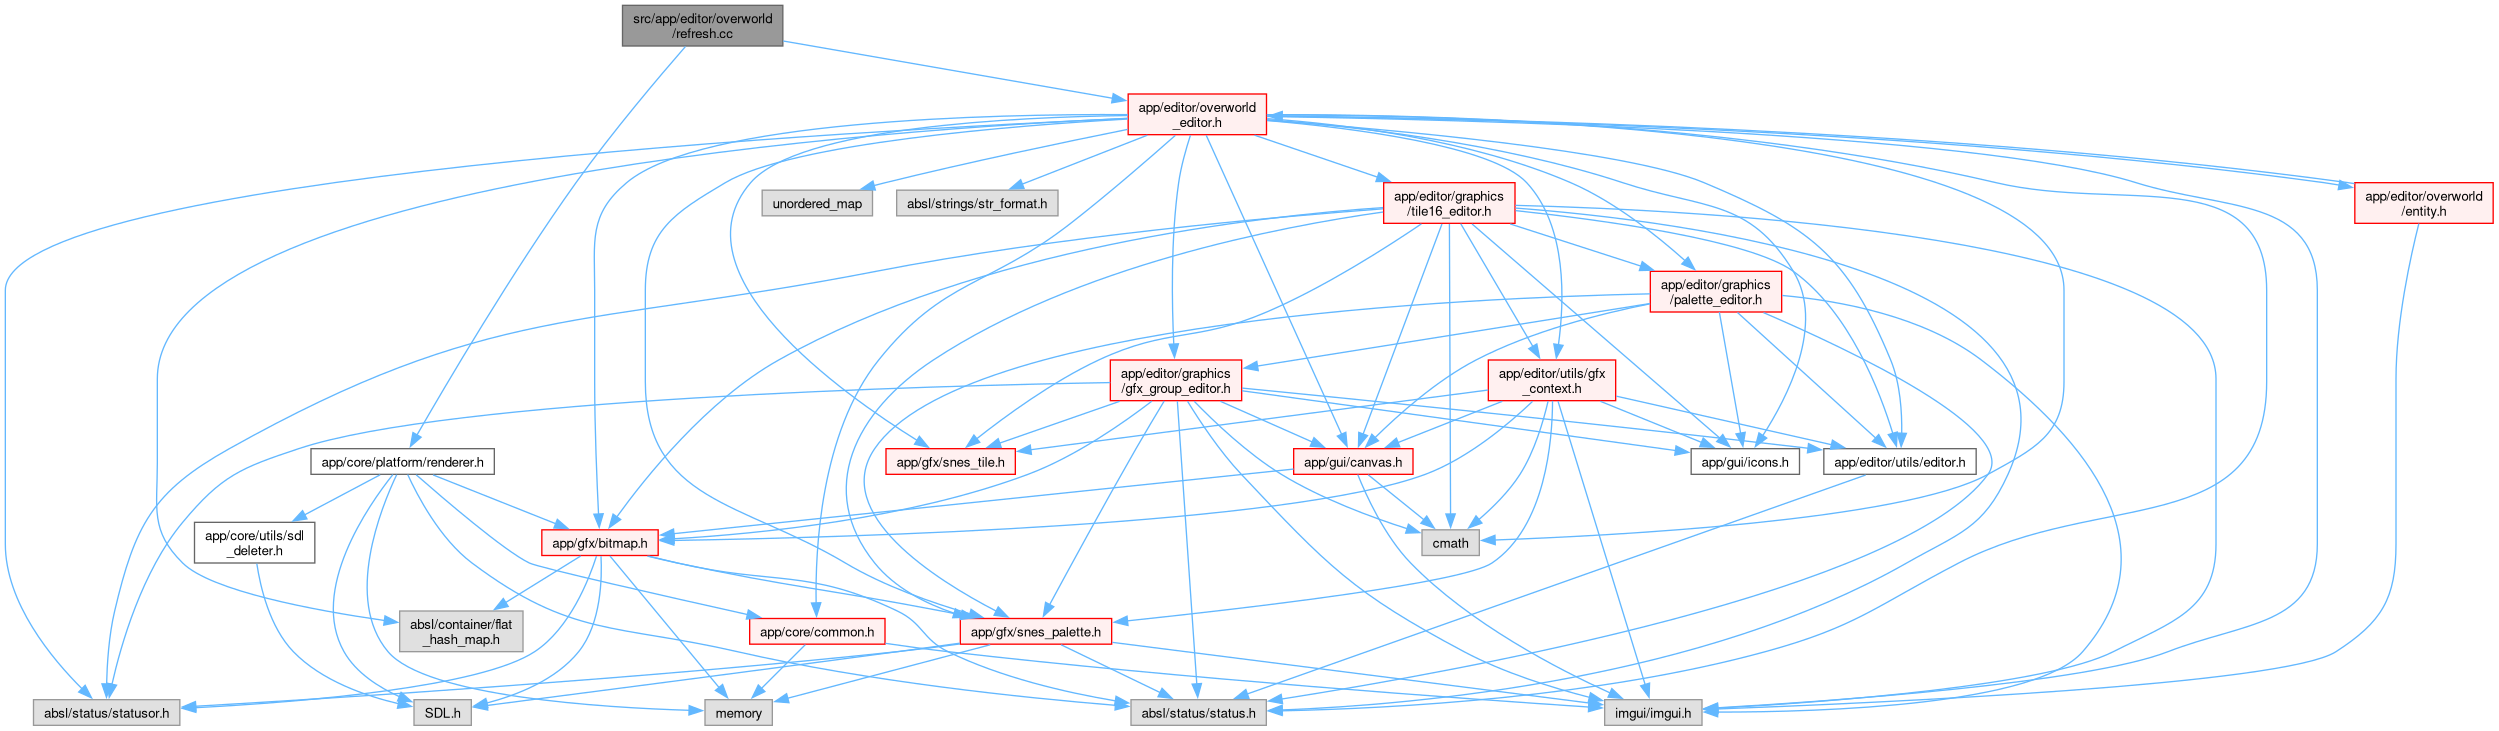 src/app/editor/overworld
/refresh.cc
app/editor/overworld
_editor.h
unordered_map
absl/strings/str_format.h
app/editor/graphics
/tile16_editor.h
app/editor/overworld
/entity.h
app/editor/graphics
/palette_editor.h
app/editor/graphics
/gfx_group_editor.h
app/editor/utils/gfx
_context.h
app/core/platform/renderer.h
app/gfx/snes_tile.h
app/gui/canvas.h
app/gui/icons.h
app/editor/utils/editor.h
app/core/utils/sdl
_deleter.h
app/gfx/bitmap.h
cmath
absl/container/flat
_hash_map.h
app/core/common.h
app/gfx/snes_palette.h
absl/status/statusor.h
SDL.h
memory
absl/status/status.h
imgui/imgui.h